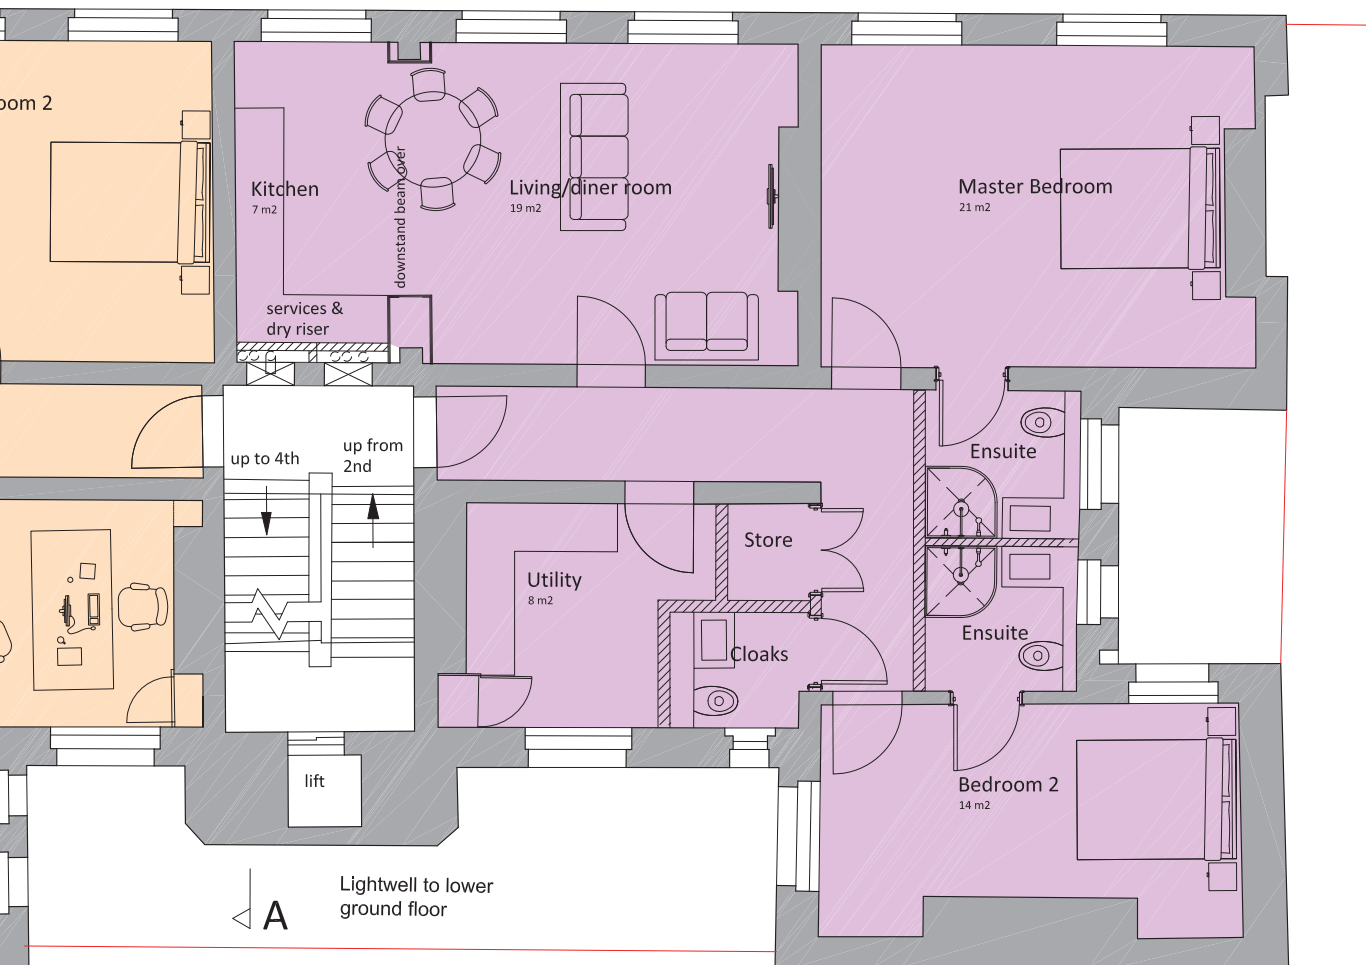 oom 2
Kitchen
7 m2
downstand beam over
Living/diner room
19 m2
Master Bedroom
21 m2
services &
dry riser
up to 4th
up from
2nd
Ensuite
Store
Utility
8 m2
Ensuite
Cloaks
lift
Bedroom 2
14 m2
Lightwell to lower
ground floor
A